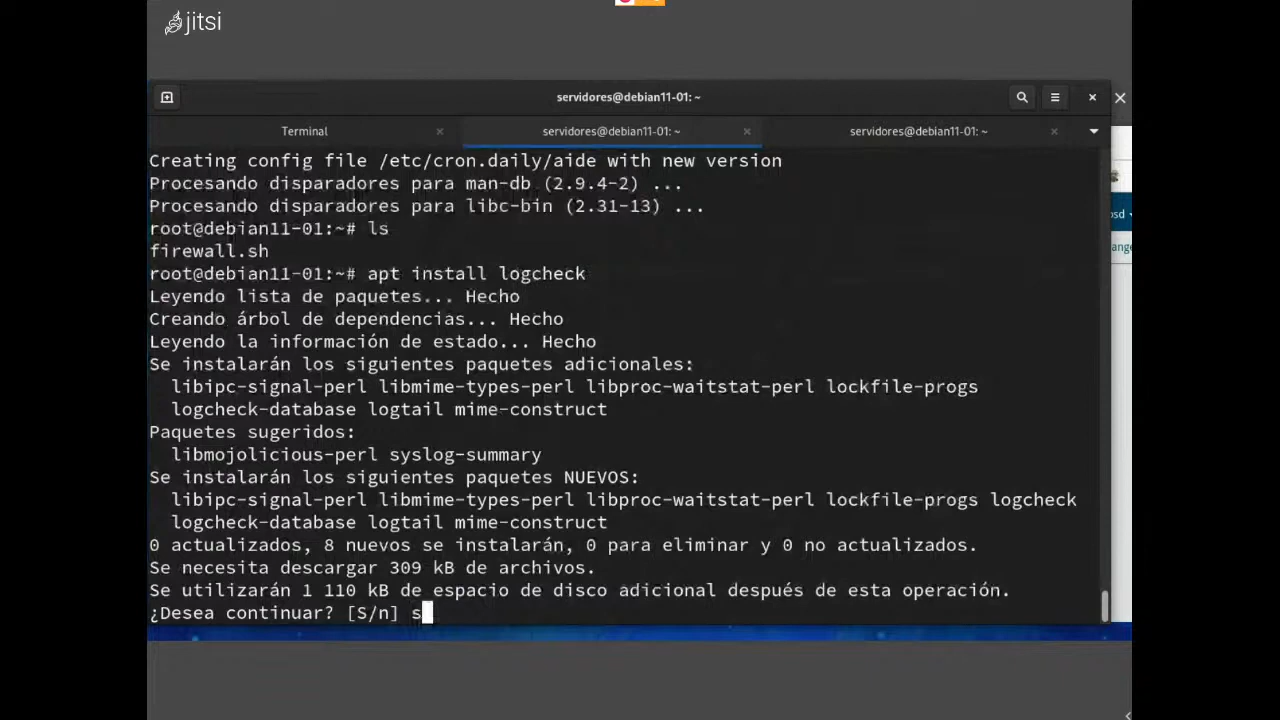 jitsi
servidores@debian11-01: ~
Terminal
servidores@debian11-01: ~
servidores@debian11-01: ~
Creating config file /etc/cron.daily/aide with new version
Procesando disparadores para man-db (2.9.4-2) ...
Procesando disparadores para libc-bin (2.31-13) ...
root@debian11-01:~# ls
firewall.sh
root@debian11-01:~# apt install logcheck
Leyendo lista de paquetes... Hecho
Creando árbol de dependencias... Hecho
Leyendo la información de estado... Hecho
Se instalarán los siguientes paquetes adicionales:
libipc-signal-perl libmime-types-perl libproc-waitstat-perl lockfile-progs
logcheck-database logtail mime-construct
Paquetes sugeridos:
libmojolicious-perl syslog-summary
Se instalarán los siguientes paquetes NUEVOS:
libipc-signal-perl libmime-types-perl libproc-waitstat-perl lockfile-progs logcheck
logcheck-database logtail mime-construct
0 actualizados, 8 nuevos se instalarán, 0 para eliminar y 0 no actualizados.
Se necesita descargar 309 kB de archivos.
Se utilizarán 1 110 kB de espacio de disco adicional después de esta operación.
¿Desea continuar? [S/n] s